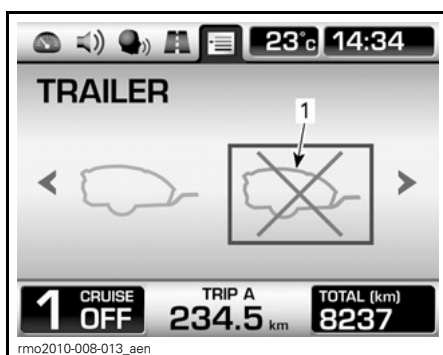 23°c 14:34
TRAILER
1
1 CRUISE OFF
TRIP A
234.5 km
TOTAL (km)
8237
rmo2010-008-013_aen